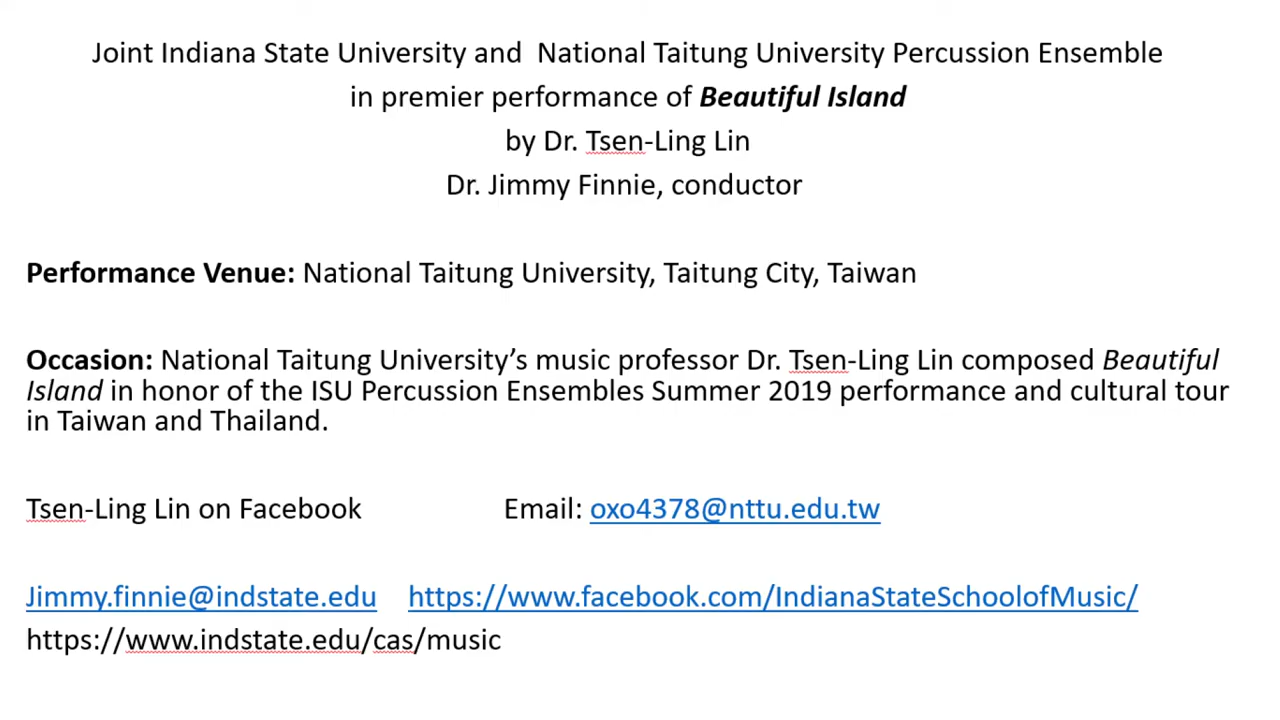 Joint Indiana State University and  National Taitung University Percussion Ensemble
in premier performance of Beautiful Island
by Dr. Tsen-Ling Lin
Dr. Jimmy Finnie, conductor
Performance Venue: National Taitung University, Taitung City, Taiwan
Occasion: National Taitung University’s music professor Dr. Tsen-Ling Lin composed Beautiful
Island in honor of the ISU Percussion Ensembles Summer 2019 performance and cultural tour
in Taiwan and Thailand.
Tsen-Ling Lin on Facebook Email: oxo4378@nttu.edu.tw
Jimmy.finnie@indstate.edu https://www.facebook.com/IndianaStateSchoolofMusic/
https://www.indstate.edu/cas/music